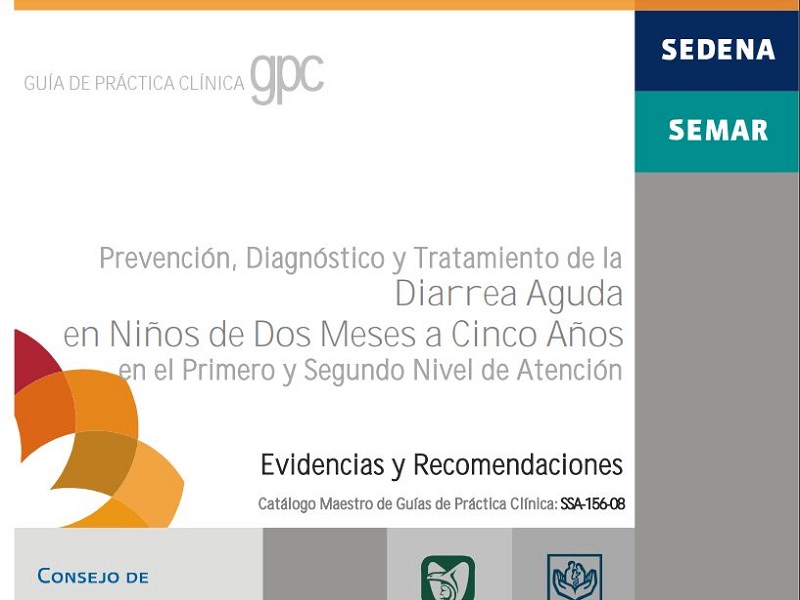 GUÍA DE PRÁCTICA CLÍNICA gpc
SEDENA
SEMAR
Prevención, Diagnóstico y Tratamiento de la
Diarrea Aguda
en Niños de Dos Meses a Cinco Años
en el Primero y Segundo Nivel de Atención
Evidencias y Recomendaciones
Catálogo Maestro de Guías de Práctica Clínica: SSA-156-08
CONSEJO DE